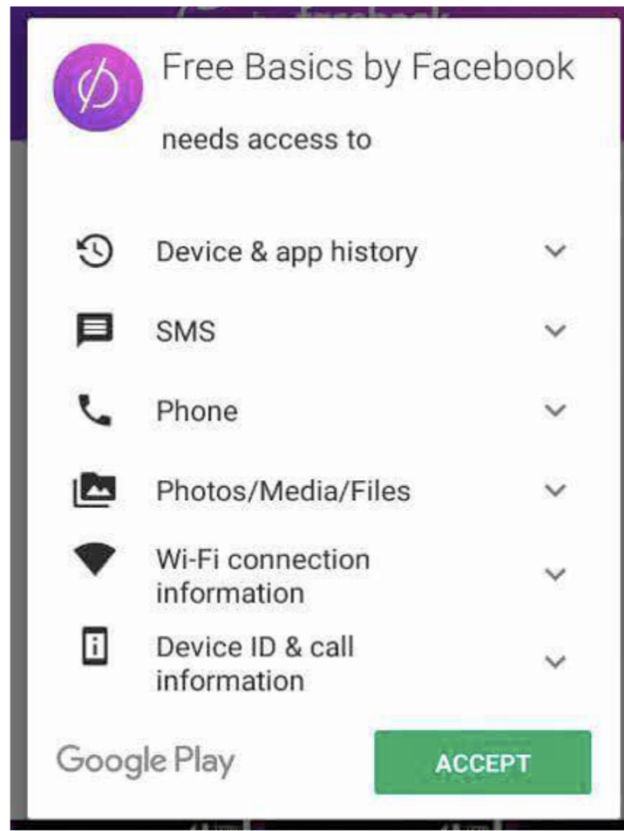 Free Basics by Facebook
needs access to
Device & app history
SMS
Phone
Photos/Media/Files
Wi-Fi connection
information
Device ID & call
information
Google Play
ACCEPT